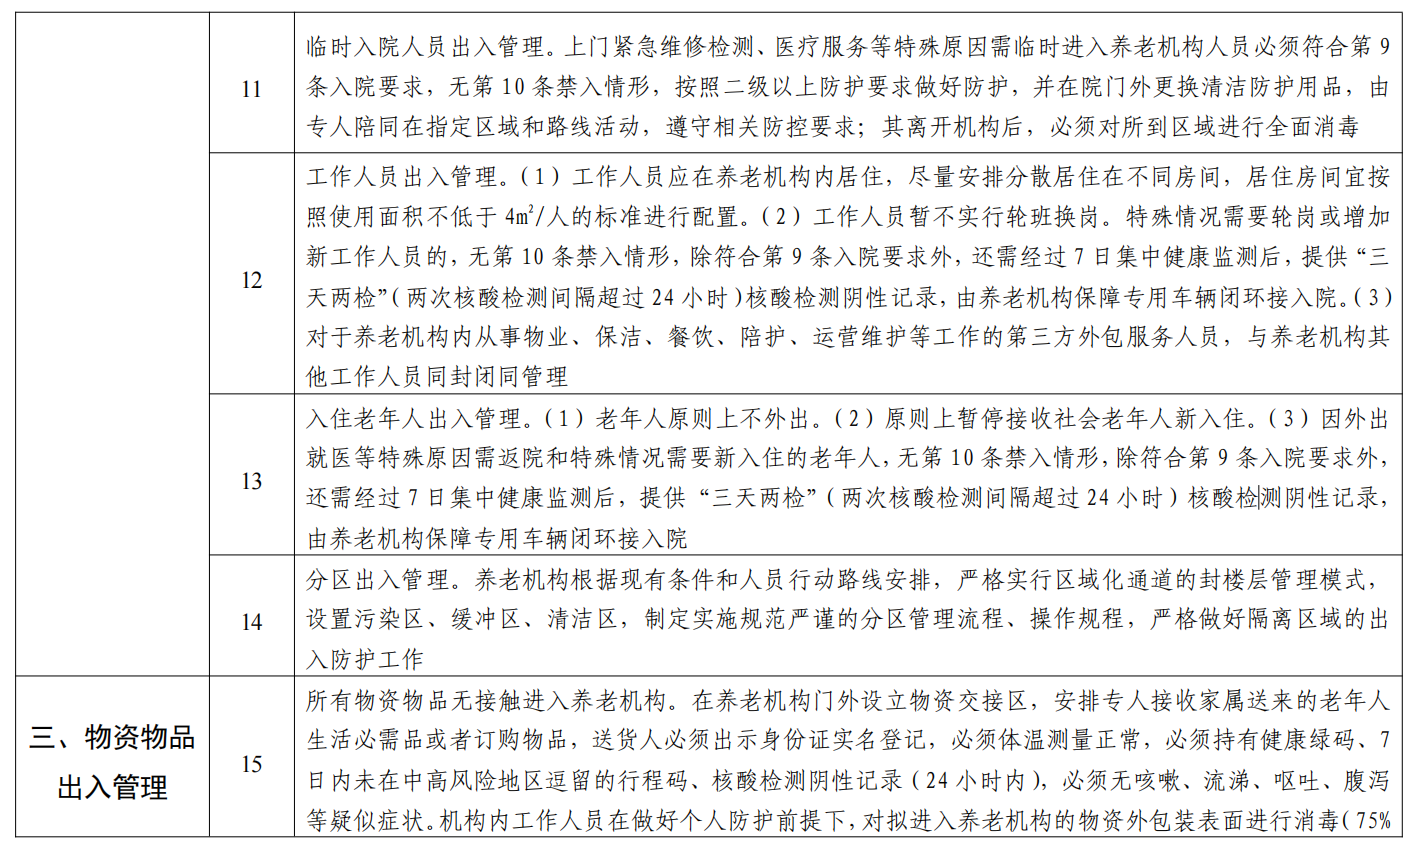 11
临时入院人员出入管理。上门紧急维修检测、医疗服务等特殊原因需临时进入养老机构人员必须符合第 9
条入院要求，无第 10 条禁入情形，按照二级以上防护要求做好防护，并在院门外更换清洁防护用品，由
专人陪同在指定区域和路线活动，遵守相关防控要求；其离开机构后，必须对所到区域进行全面消毒
12
工作人员出入管理。（1）工作人员应在养老机构内居住，尽量安排分散居住在不同房间，居住房间宜按
照使用面积不低于 4m²/人的标准进行配置。（2）工作人员暂不实行轮班换岗。特殊情况需要轮岗或增加
新工作人员的，无第 10 条禁入情形，除符合第 9 条入院要求外，还需经过 7 日集中健康监测后，提供“三
天两检”（两次核酸检测间隔超过 24 小时）核酸检测阴性记录，由养老机构保障专用车辆闭环接入院。（3）
对于养老机构内从事物业、保洁、餐饮、陪护、运营维护等工作的第三方外包服务人员，与养老机构其
他工作人员同封闭同管理
13
入住老年人出入管理。（1）老年人原则上不外出。（2）原则上暂停接收社会老年人新入住。（3）因外出
就医等特殊原因需返院和特殊情况需要新入住的老年人，无第 10 条禁入情形，除符合第 9 条入院要求外，
还需经过 7 日集中健康监测后，提供“三天两检”（两次核酸检测间隔超过 24 小时）核酸检测阴性记录，
由养老机构保障专用车辆闭环接入院
14
分区出入管理。养老机构根据现有条件和人员行动路线安排，严格实行区域化通道的封楼层管理模式，
设置污染区、缓冲区、清洁区，制定实施规范严谨的分区管理流程、操作规程，严格做好隔离区域的出
入防护工作
三、物资物品
出入管理
15
所有物资物品无接触进入养老机构。在养老机构门外设立物资交接区，安排专人接收家属送来的老年人
生活必需品或者订购物品，送货人必须出示身份证实名登记，必须体温测量正常，必须持有健康绿码、7
日内未在中高风险地区逗留的行程码、核酸检测阴性记录（24 小时内），必须无咳嗽、流涕、呕吐、腹泻
等疑似症状。机构内工作人员在做好个人防护前提下，对拟进入养老机构的物资外包装表面进行消毒（75%